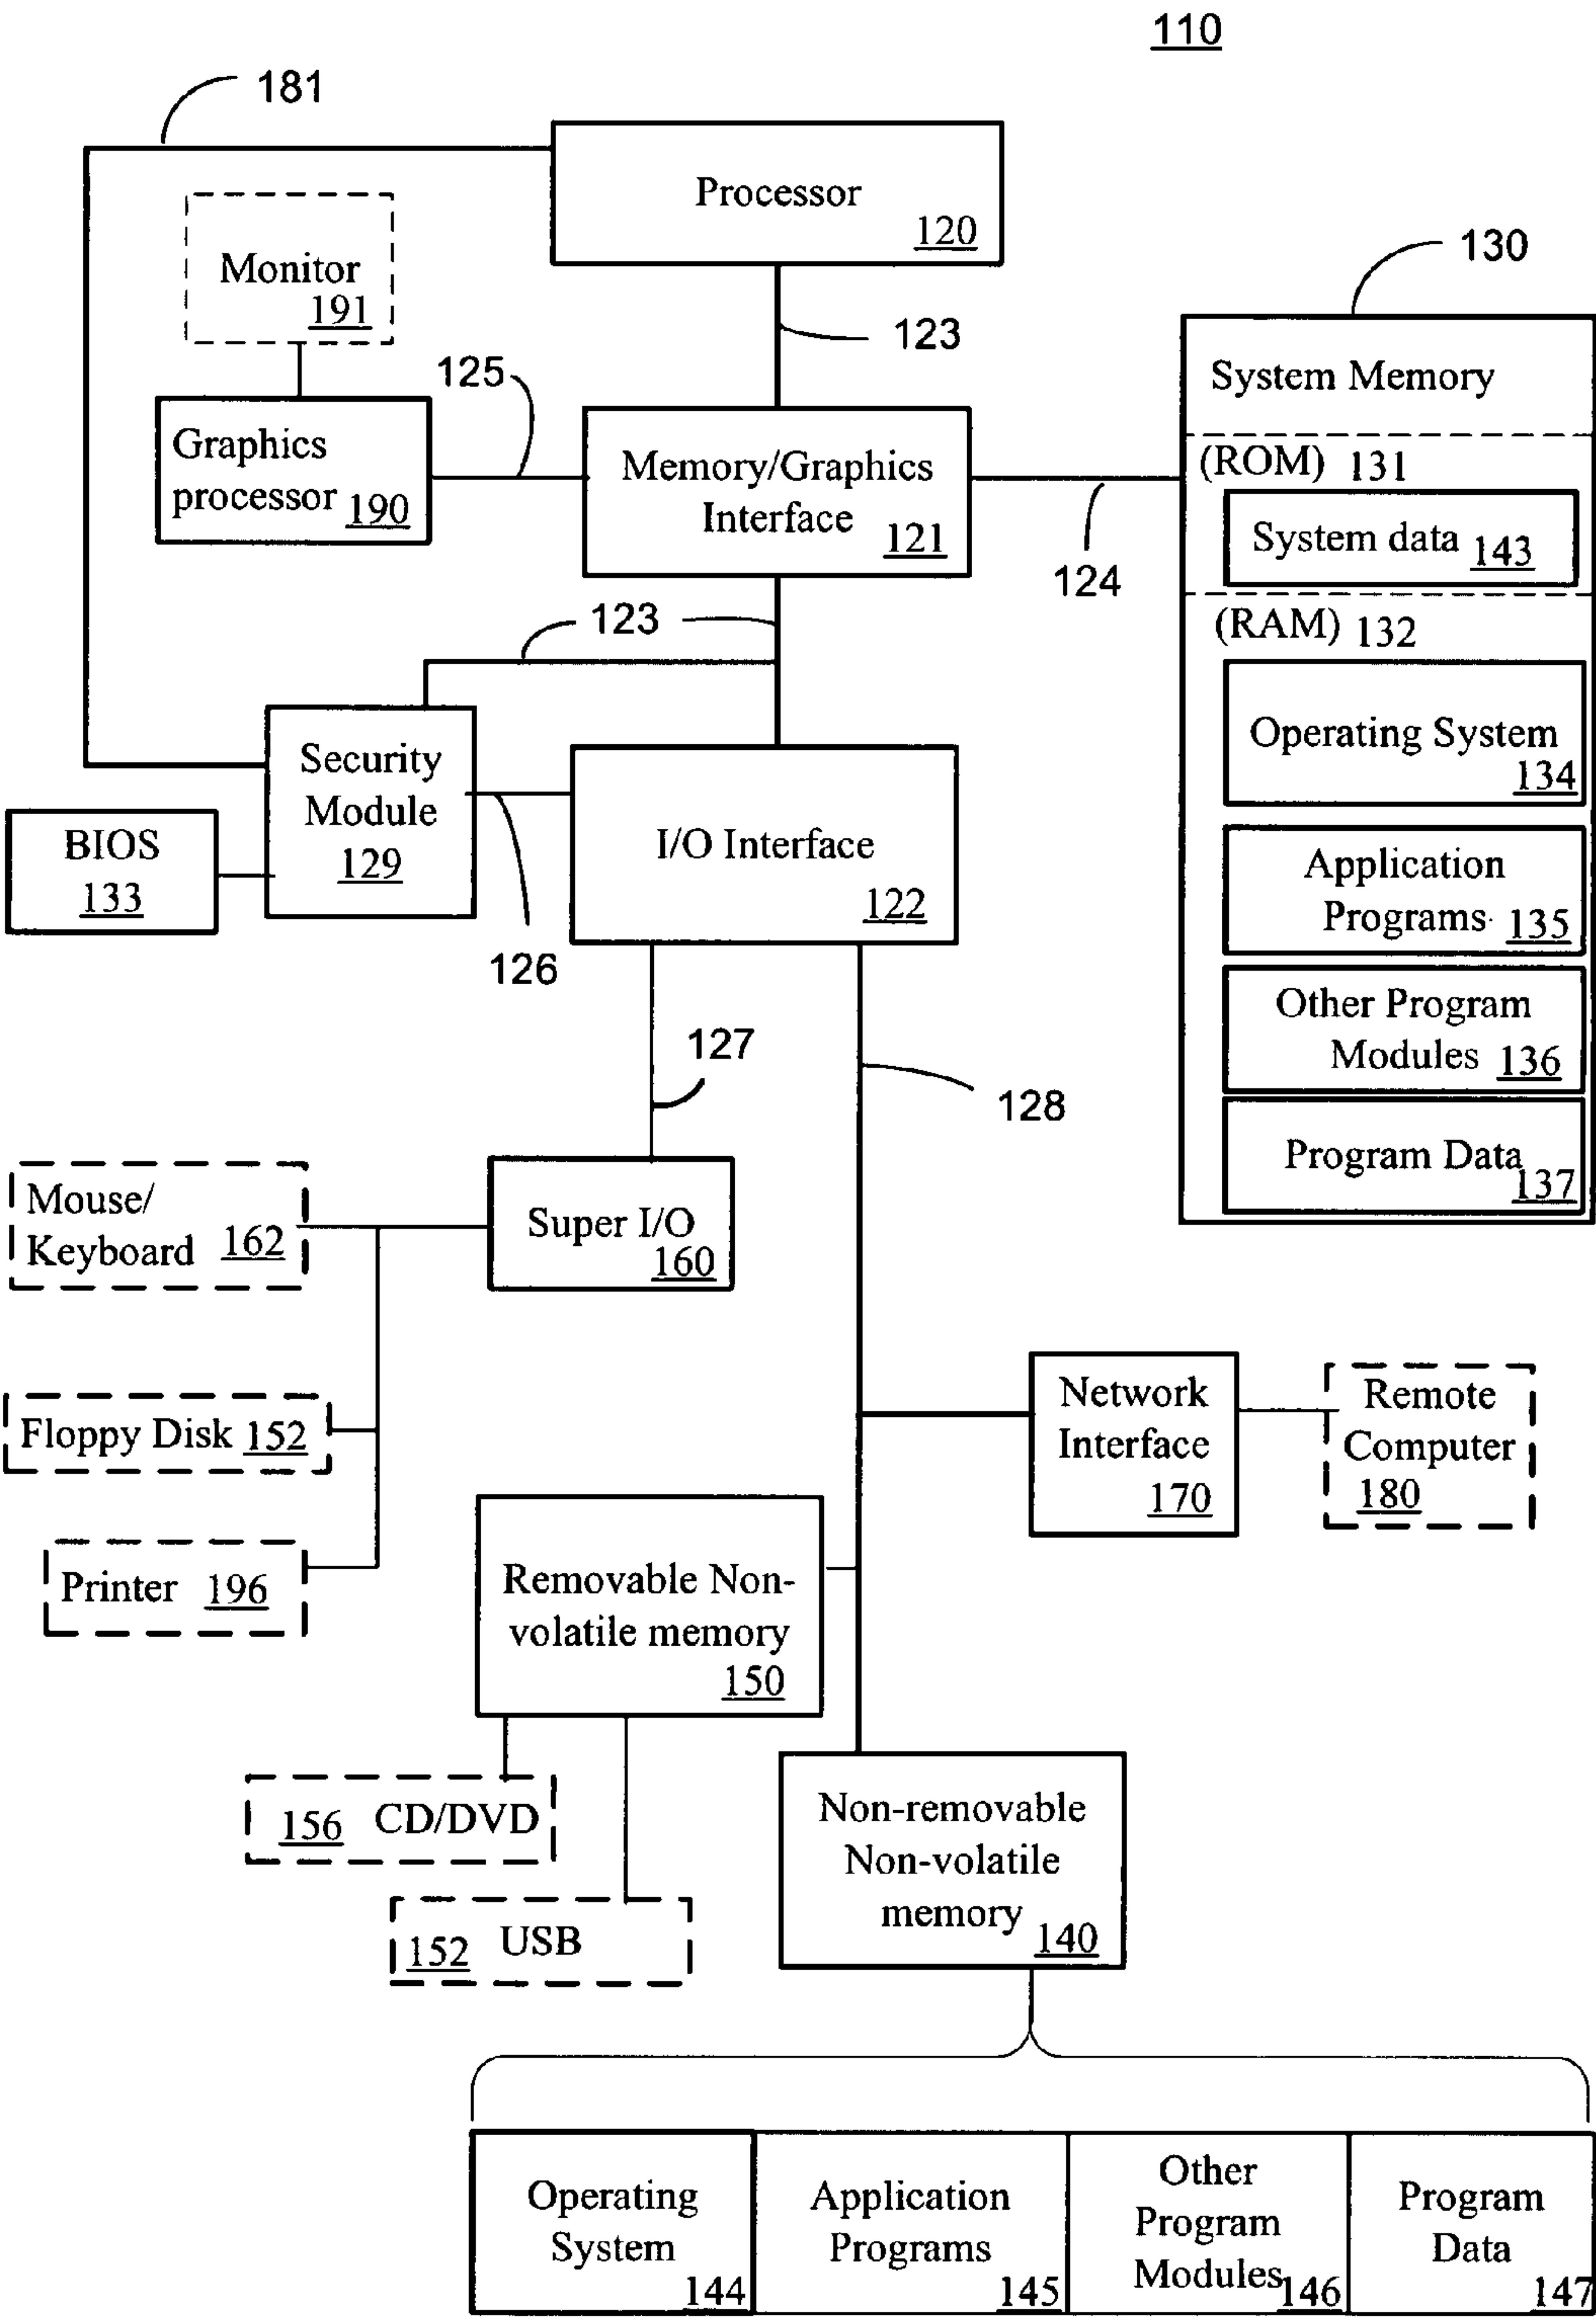 110
181
Processor
120
Monitor
191
123
130
125
System Memory
Graphics
processor 190
Memory/Graphics
Interface
121
(ROM) 131
System data 143
124
123
(RAM) 132
Operating System
134
Security
Module
129
BIOS
133
I/O Interface
122
Application
Programs 135
126
Other Program
Modules 136
127
128
Program Data
137
Mouse/
Keyboard 162
Super I/O
160
Network
Interface
170
Remote
Computer
180
Floppy Disk 152
Printer 196
Removable Non-
volatile memory
150
156 CD/DVD
Non-removable
Non-volatile
memory 140
152 USB
Operating
System
144
Application
Programs
145
Other
Program
Modules 146
Program
Data
147